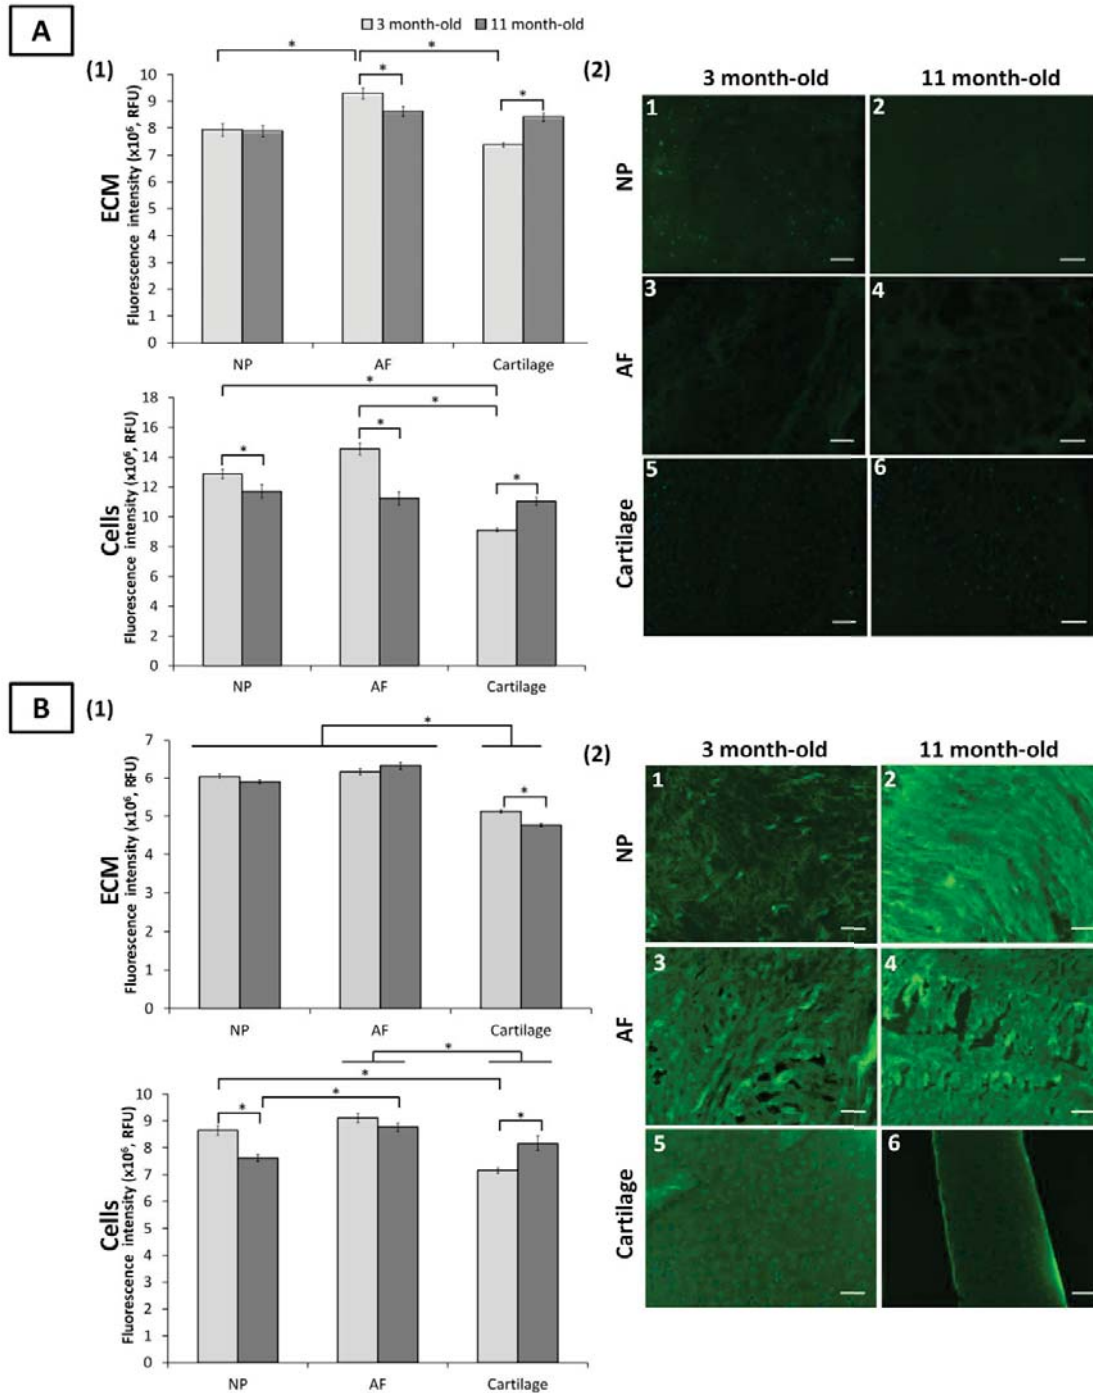 A
3 month-old 11 month-old
(1)
* *
* *
ECM
Fluorescence intensity (x10⁶, RFU)
10
9
8
7
6
5
4
3
2
1
0
NP AF Cartilage
*
*
* * *
Cells
Fluorescence intensity (x10⁶, RFU)
18
16
14
12
10
8
6
4
2
0
NP AF Cartilage
(2)
3 month-old 11 month-old
NP
1 2
AF
3 4
Cartilage
5 6
B
(1)
*
*
ECM
Fluorescence intensity (x10⁶, RFU)
7
6
5
4
3
2
1
0
NP AF Cartilage
*
*
* * *
Cells
Fluorescence intensity (x10⁶, RFU)
10
9
8
7
6
5
4
3
2
1
0
NP AF Cartilage
(2)
3 month-old 11 month-old
NP
1 2
AF
3 4
Cartilage
5 6